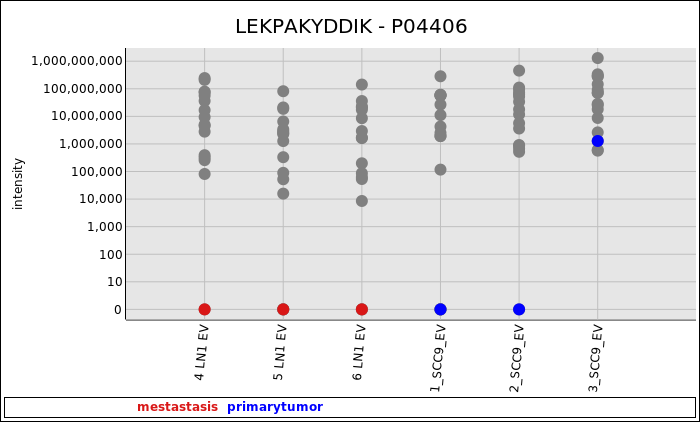 LEKPAKYDDIK - P04406
intensity
1,000,000,000
100,000,000
10,000,000
1,000,000
100,000
10,000
1,000
100
10
0
4 LN1 EV
5 LN1 EV
6 LN1 EV
1_SCC9_EV
2_SCC9_EV
3_SCC9_EV
mestastasis primarytumor